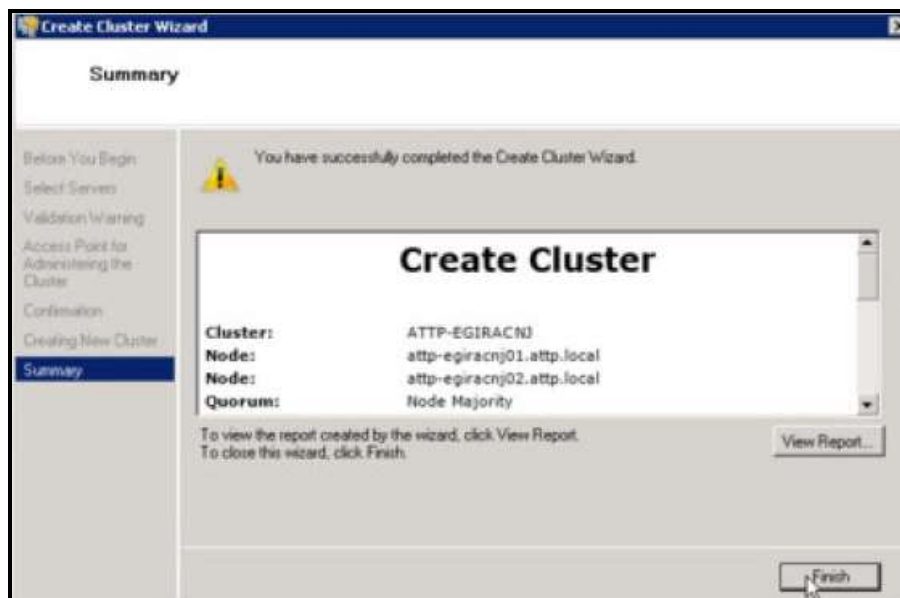 Create Cluster Wizard
Summary
Before You Begin
Select Servers
Validation Warning
Access Point for
Administering the
Cluster
Confirmation
Creating New Cluster
Summary
You have successfully completed the Create Cluster Wizard.
Create Cluster
Cluster: ATTP-EGIRACNJ
Node: attp-egiracnj01.attp.local
Node: attp-egiracnj02.attp.local
Quorum: Node Majority
To view the report created by the wizard, click View Report.
To close this wizard, click Finish.
View Report...
Finish